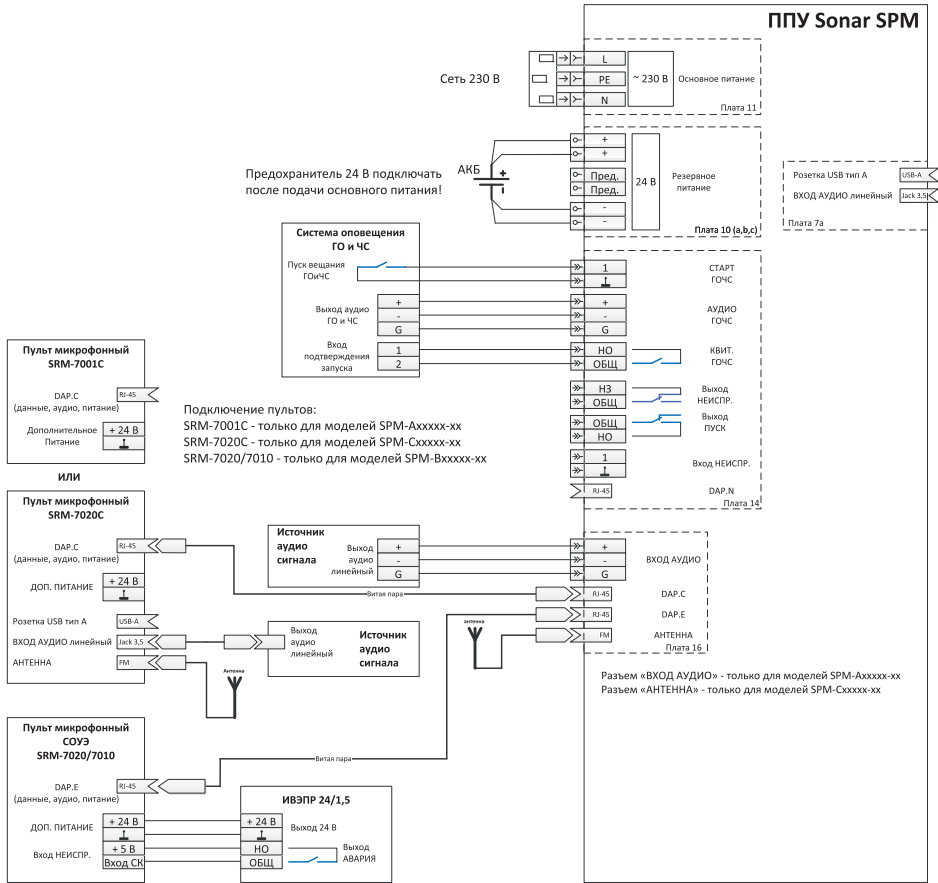 ППУ Sonar SPM
Сеть 230 В
L
PE
N
~ 230 В
Основное питание
Плата 11
Предохранитель 24 В подключать
после подачи основного питания!
АКБ
+
+
+
Пред.
Пред.
-
-
24 В
Резервное
питание
Плата 10 (a,b,c)
Розетка USB тип А
USB-A
ВХОД АУДИО линейный
Jack 3,5
Плата 7а
Система оповещения
ГО и ЧС
Пуск вещания
ГОиЧС
1
СТАРТ
ГОЧС
Выход аудио
ГО и ЧС
+
-
G
+
-
G
АУДИО
ГОЧС
Вход
подтверждения
запуска
1
2
НО
ОБЩ
КВИТ.
ГОЧС
НЗ
ОБЩ
Выход
НЕИСПР.
ОБЩ
НО
Выход
ПУСК
1
Вход НЕИСПР.
RJ-45
DAP.N
Плата 14
Пульт микрофонный
SRM-7001C
DAP.C
(данные, аудио, питание)
RJ-45
Дополнительное
Питание
+ 24 В
Подключение пультов:
SRM-7001C - только для моделей SPM-Axxxxx-xx
SRM-7020C - только для моделей SPM-Cxxxxx-xx
SRM-7020/7010 - только для моделей SPM-Bxxxxx-xx
ИЛИ
Пульт микрофонный
SRM-7020C
DAP.C
(данные, аудио, питание)
RJ-45
ДОП. ПИТАНИЕ
+ 24 В
Розетка USB тип А
USB-A
ВХОД АУДИО линейный
Jack 3,5
АНТЕННА
FM
Источник
аудио
сигнала
Выход
аудио
линейный
+
-
G
+
-
G
ВХОД АУДИО
Витая пара
RJ-45
DAP.C
RJ-45
DAP.E
FM
АНТЕННА
Плата 16
антенна
Выход
аудио
линейный
Источник
аудио
сигнала
Антенна
Разъем «ВХОД АУДИО» - только для моделей SPM-Axxxxx-xx
Разъем «АНТЕННА» - только для моделей SPM-Cxxxxx-xx
Пульт микрофонный
СОУЭ
SRM-7020/7010
DAP.E
(данные, аудио, питание)
RJ-45
Витая пара
ДОП. ПИТАНИЕ
+ 24 В
Вход НЕИСПР.
+ 5 В
Вход СК
ИВЭПР 24/1,5
+ 24 В
Выход 24 В
НО
ОБЩ
Выход
АВАРИЯ